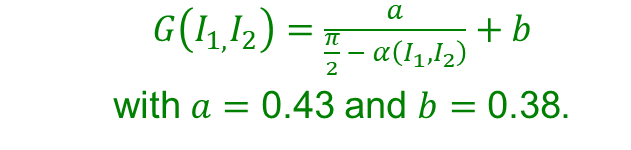 G(I₁,I₂) = a / (π/2 − α(I₁,I₂)) + b
with a = 0.43 and b = 0.38.